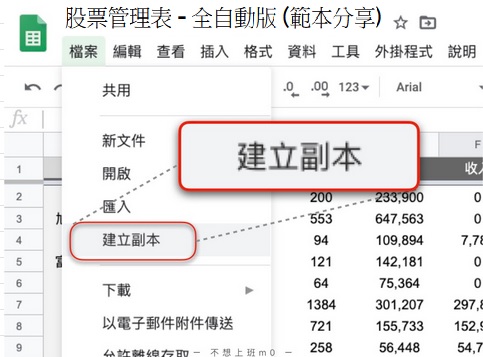 股票管理表 - 全自動版 (範本分享)
檔案 編輯 查看 插入 格式 資料 工具 外掛程式 說明
共用 .0 .00 123 Arial
fx
新文件
建立副本
F
1 開啟 收入
2 匯入 200 233,900 0
3 553 647,563 0
4 建立副本 94 109,894 7,78
5 富 121 142,181 0
6 64 75,364 0
7 下載 1384 301,207 297,8
8 以電子郵件附件傳送 721 155,733 152,9
9 允許離線存取 258 56,448 54,7
— 不想上班m0 —